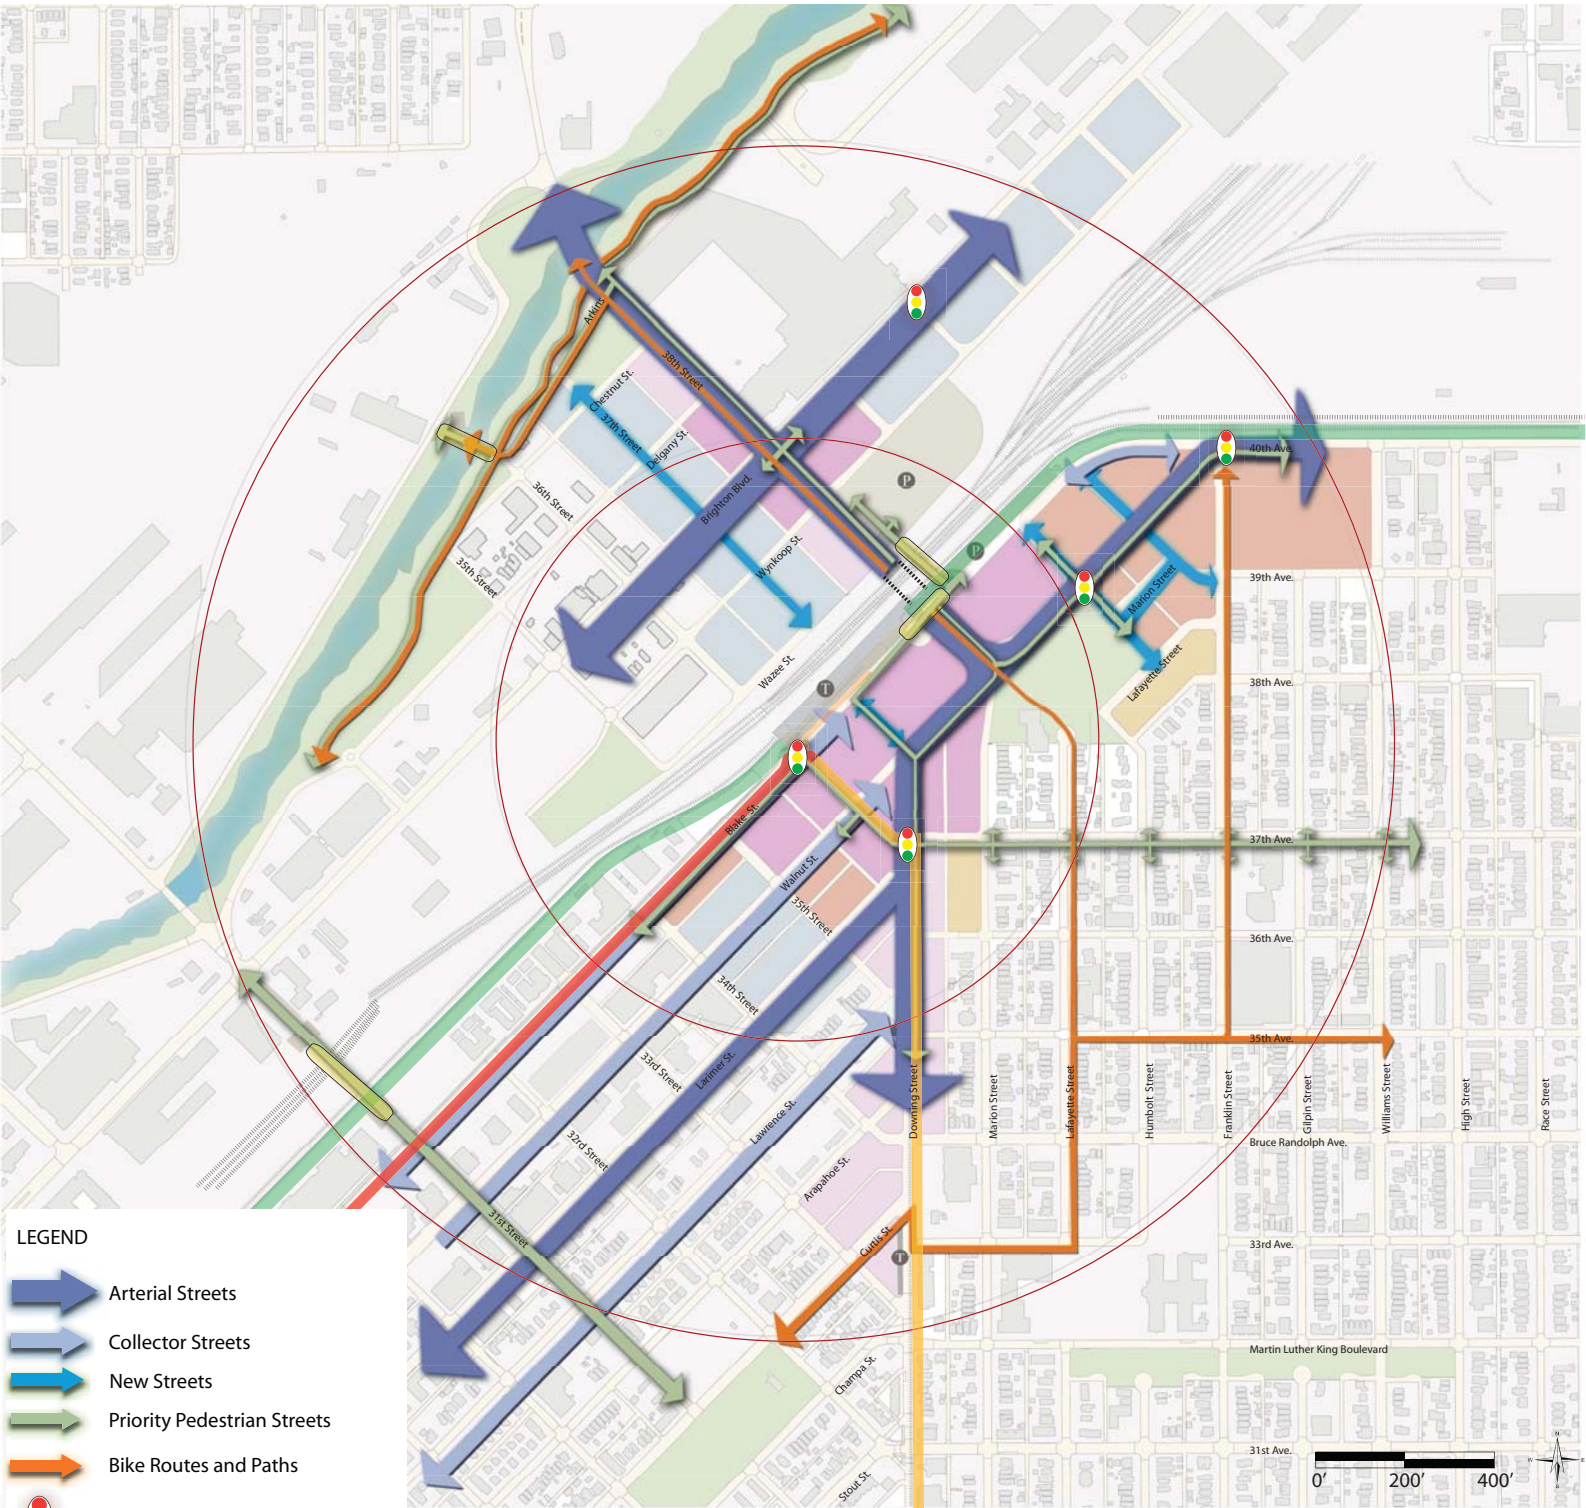 Arkins
38th Street
Chestnut St.
37th Street
Delgany St.
Brighton Blvd.
36th Street
35th Street
Wynkoop St.
Wazee St.
P
P
T
40th Ave.
39th Ave.
Marion Street
Lafayette Street
38th Ave.
Blake St.
Walnut St.
37th Ave.
35th Street
36th Ave.
34th Street
33rd Street
Larimer St.
35th Ave.
Lawrence St.
32rd Street
31st Street
Downing Street
Marion Street
Lafayette Street
Humbolt Street
Franklin Street
Gilpin Street
Williams Street
High Street
Race Street
Bruce Randolph Ave.
Arapahoe St.
Curtis St.
T
33rd Ave.
Martin Luther King Boulevard
Champa St.
31st Ave.
Stout St.
LEGEND
Arterial Streets
Collector Streets
New Streets
Priority Pedestrian Streets
Bike Routes and Paths
0' 200' 400'
N
W E
S